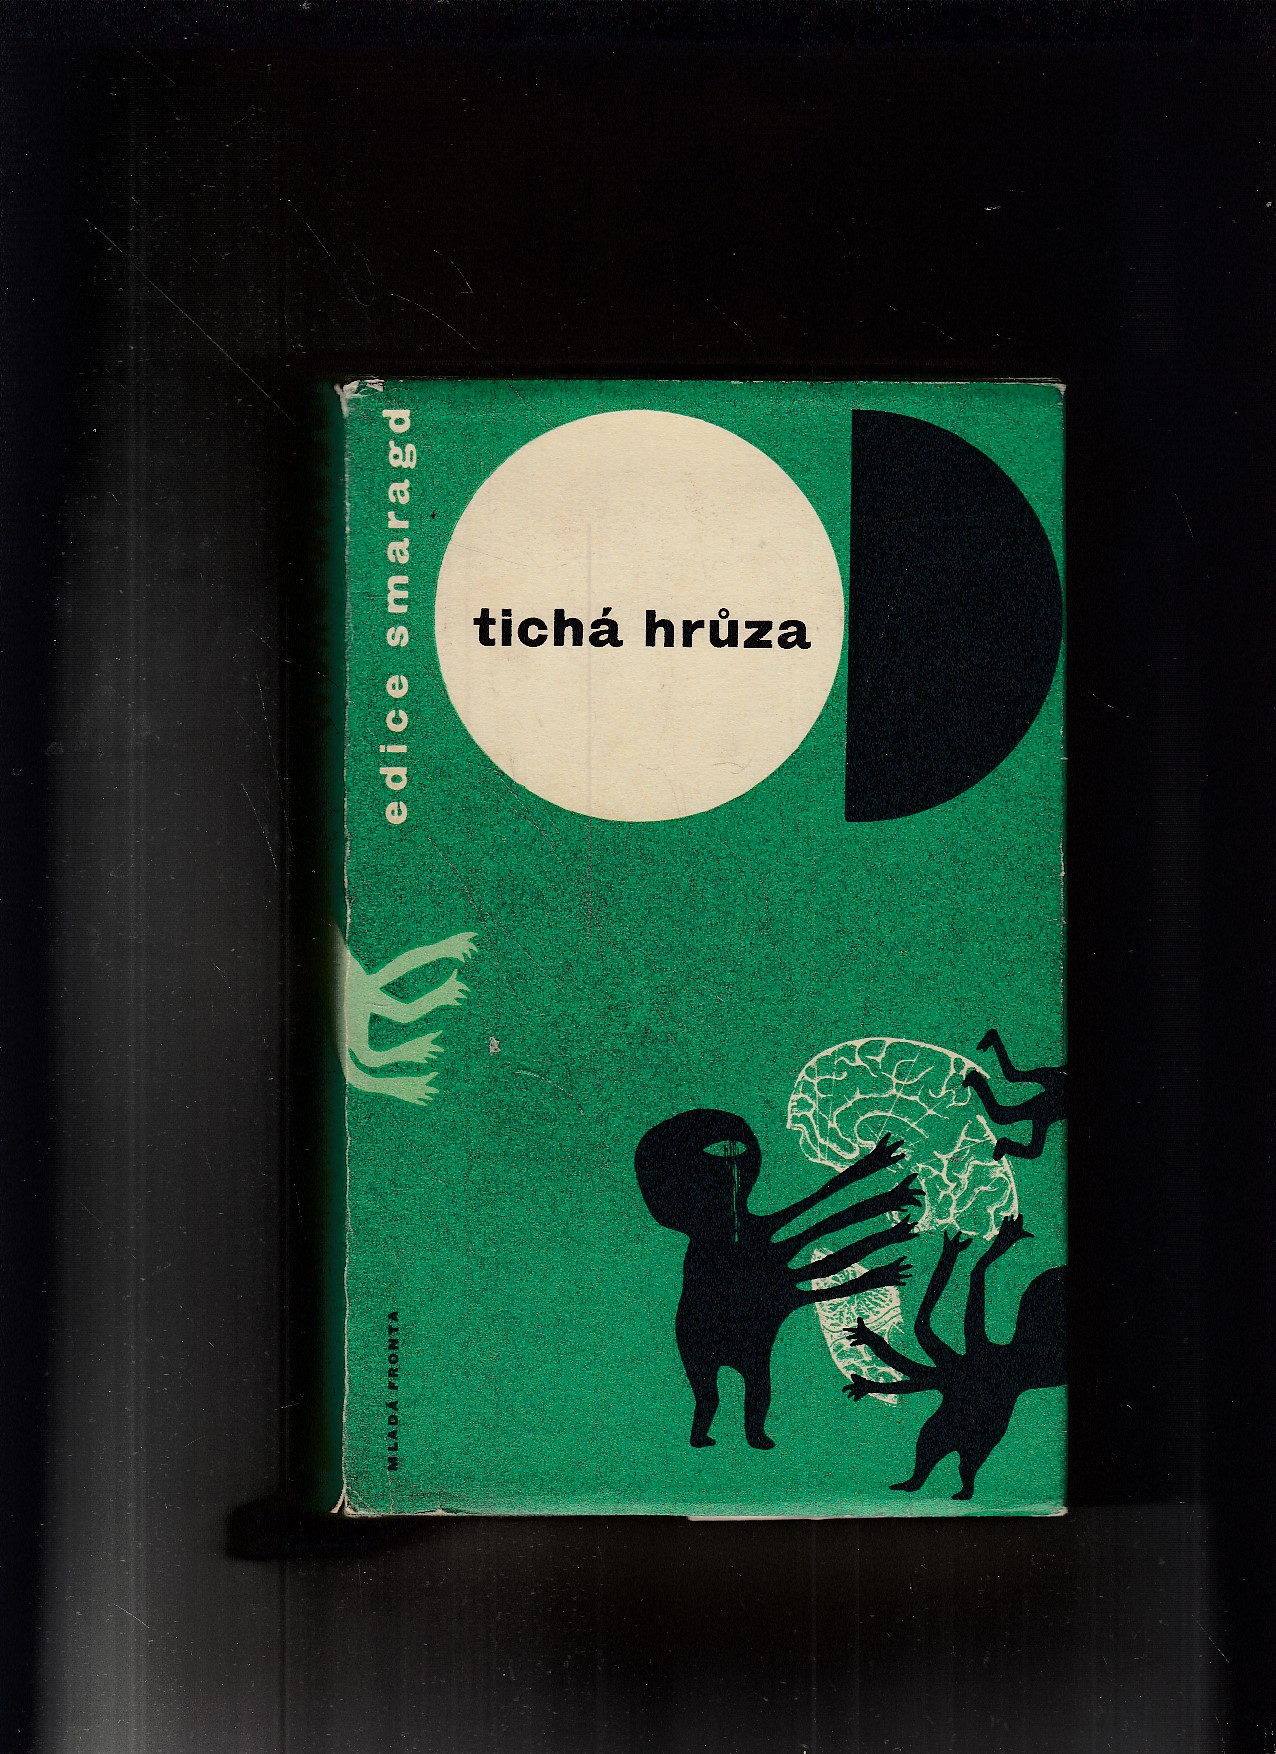 edice smaragd
tichá hrůza
MLADÁ FRONTA